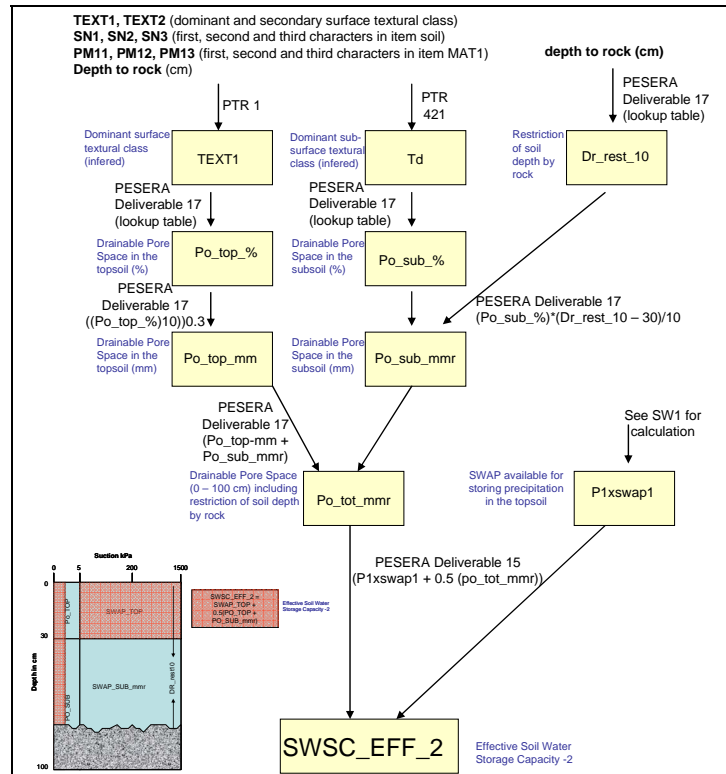 TEXT1, TEXT2 (dominant and secondary surface textural class)
SN1, SN2, SN3 (first, second and third characters in item soil)
PM11, PM12, PM13 (first, second and third characters in item MAT1)
Depth to rock (cm)
depth to rock (cm)
PTR 1
PTR
421
PESERA
Deliverable 17
(lookup table)
Dominant surface
textural class
(infered)
TEXT1
Dominant sub-
surface textural
class (infered)
Td
Restriction
of soil
depth by
rock
Dr_rest_10
PESERA
Deliverable 17
(lookup table)
PESERA
Deliverable 17
(lookup table)
Drainable Pore
Space in the
topsoil (%)
Po_top_%
Drainable Pore
Space in the
subsoil (%)
Po_sub_%
PESERA
Deliverable 17
((Po_top_%)10))0.3
PESERA Deliverable 17
(Po_sub_%)*(Dr_rest_10 – 30)/10
Drainable Pore
Space in the
topsoil (mm)
Po_top_mm
Drainable Pore
Space in the
subsoil (mm)
Po_sub_mmr
PESERA
Deliverable 17
(Po_top-mm +
Po_sub_mmr)
See SW1 for
calculation
Drainable Pore Space
(0 – 100 cm) including
restriction of soil depth
by rock
Po_tot_mmr
SWAP available for
storing precipitation
in the topsoil
P1xswap1
PESERA Deliverable 15
(P1xswap1 + 0.5 (po_tot_mmr))
Suction kPa
0 5 200 1500
0
30
100
Depth in cm
PO_TOP
SWAP_TOP
PO_SUB
SWAP_SUB_mmr
DR_rest10
SWSC_EFF_2 =
SWAP_TOP +
0.5(PO_TOP +
PO_SUB_mmr)
Effective Soil Water
Storage Capacity -2
SWSC_EFF_2
Effective Soil Water
Storage Capacity -2